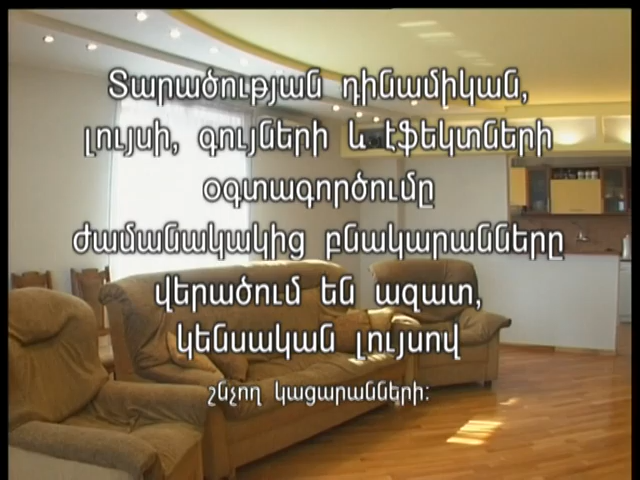 Տարածության դինամիկան,
լույսի, գույների և էֆեկտների
օգտագործումը
ժամանակակից բնակարանները
վերածում են ազատ,
կենսական լույսով
շնչող կացարանների: